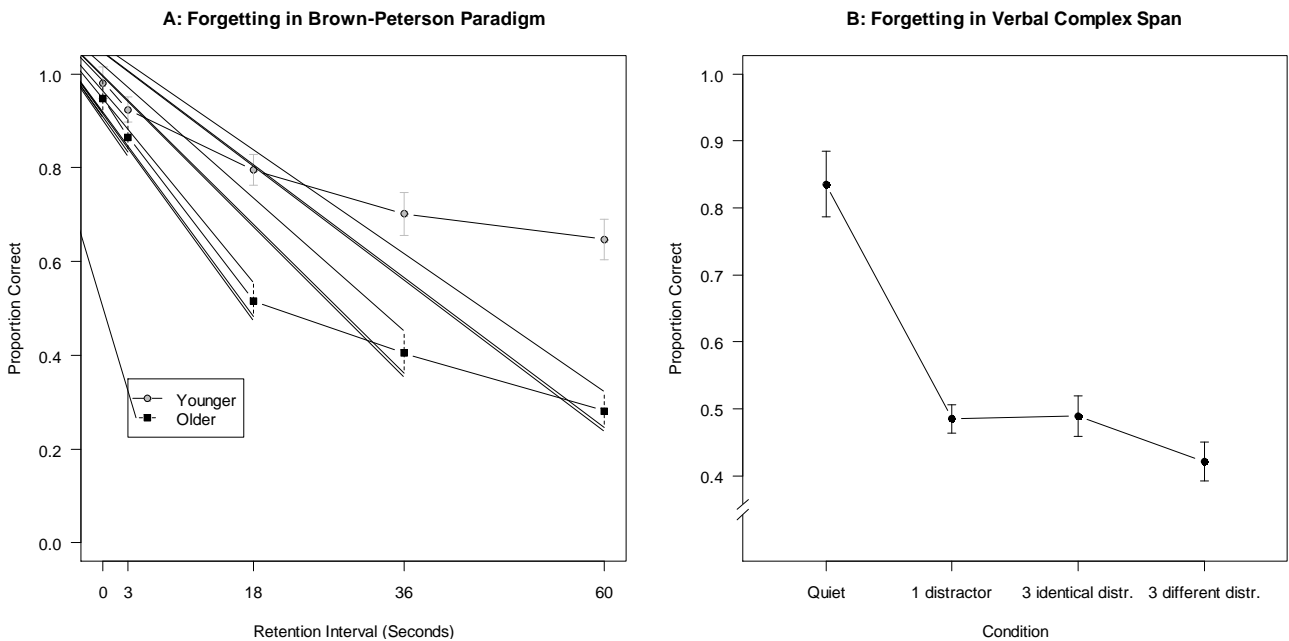 A: Forgetting in Brown-Peterson Paradigm
Proportion Correct
1.0
0.8
0.6
0.4
0.2
0.0
Younger
Older
0 3 18 36 60
Retention Interval (Seconds)
B: Forgetting in Verbal Complex Span
Proportion Correct
1.0
0.9
0.8
0.7
0.6
0.5
0.4
Quiet 1 distractor 3 identical distr. 3 different distr.
Condition